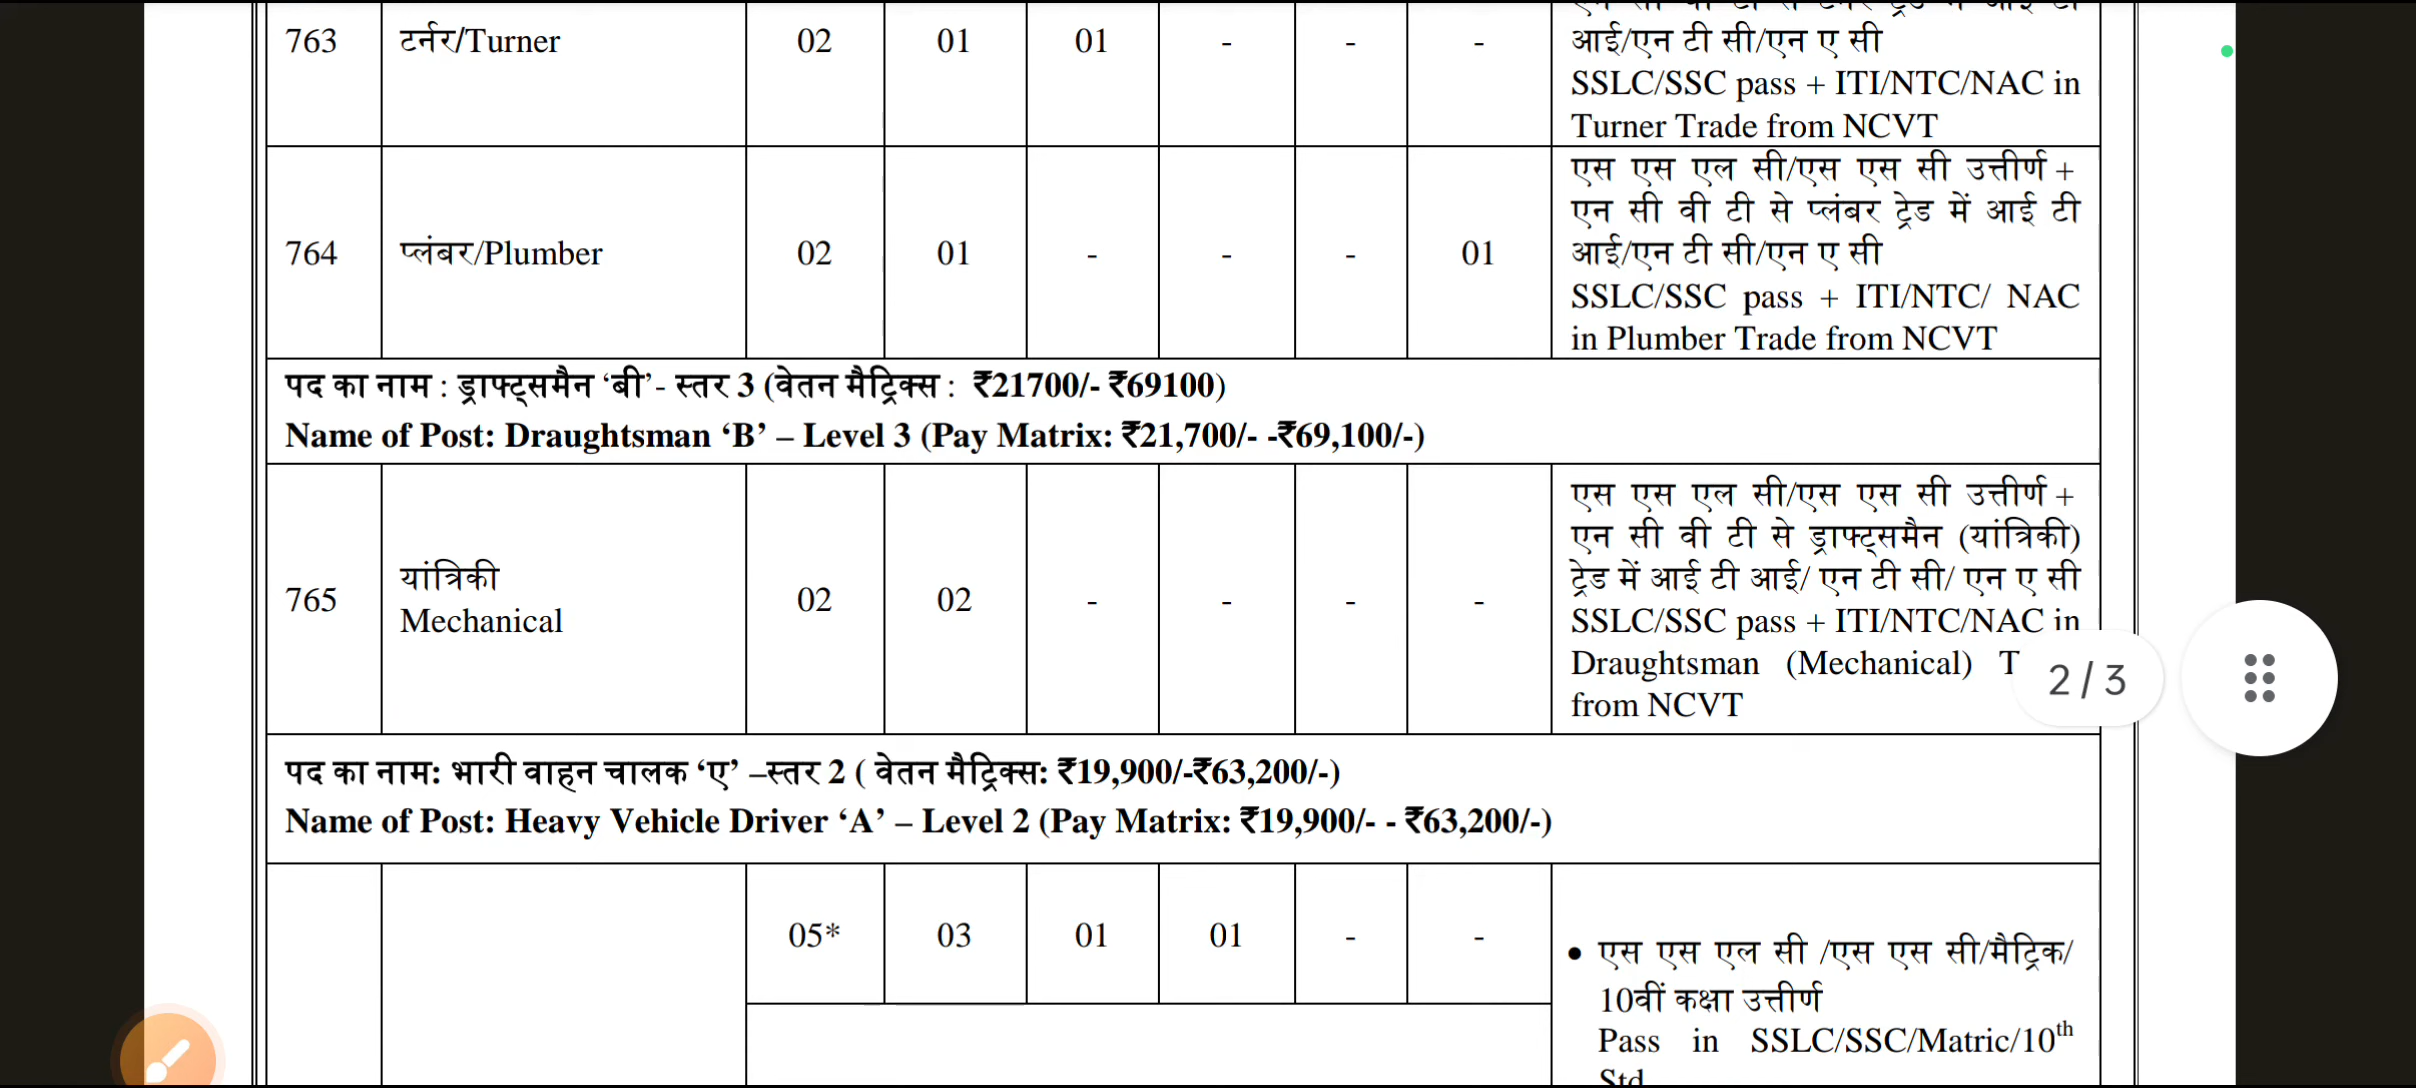 763
टर्नर/Turner
02
01
01
-
-
-
आई/एन टी सी/एन ए सी
SSLC/SSC pass + ITI/NTC/NAC in
Turner Trade from NCVT
764
प्लंबर/Plumber
02
01
-
-
-
01
एस एस एल सी/एस एस सी उत्तीर्ण +
एन सी वी टी से प्लंबर ट्रेड में आई टी
आई/एन टी सी/एन ए सी
SSLC/SSC pass + ITI/NTC/ NAC
in Plumber Trade from NCVT
पद का नाम : ड्राफ्ट्समैन ‘बी’- स्तर 3 (वेतन मैट्रिक्स : ₹21700/- ₹69100)
Name of Post: Draughtsman ‘B’ – Level 3 (Pay Matrix: ₹21,700/- -₹69,100/-)
765
यांत्रिकी
Mechanical
02
02
-
-
-
-
एस एस एल सी/एस एस सी उत्तीर्ण +
एन सी वी टी से ड्राफ्ट्समैन (यांत्रिकी)
ट्रेड में आई टी आई/ एन टी सी/ एन ए सी
SSLC/SSC pass + ITI/NTC/NAC in
Draughtsman (Mechanical) T
from NCVT
2 / 3
पद का नाम: भारी वाहन चालक ‘ए’ –स्तर 2 ( वेतन मैट्रिक्स: ₹19,900/-₹63,200/-)
Name of Post: Heavy Vehicle Driver ‘A’ – Level 2 (Pay Matrix: ₹19,900/- - ₹63,200/-)
05*
03
01
01
-
-
• एस एस एल सी /एस एस सी/मैट्रिक/
10वीं कक्षा उत्तीर्ण
Pass in SSLC/SSC/Matric/10th
Std